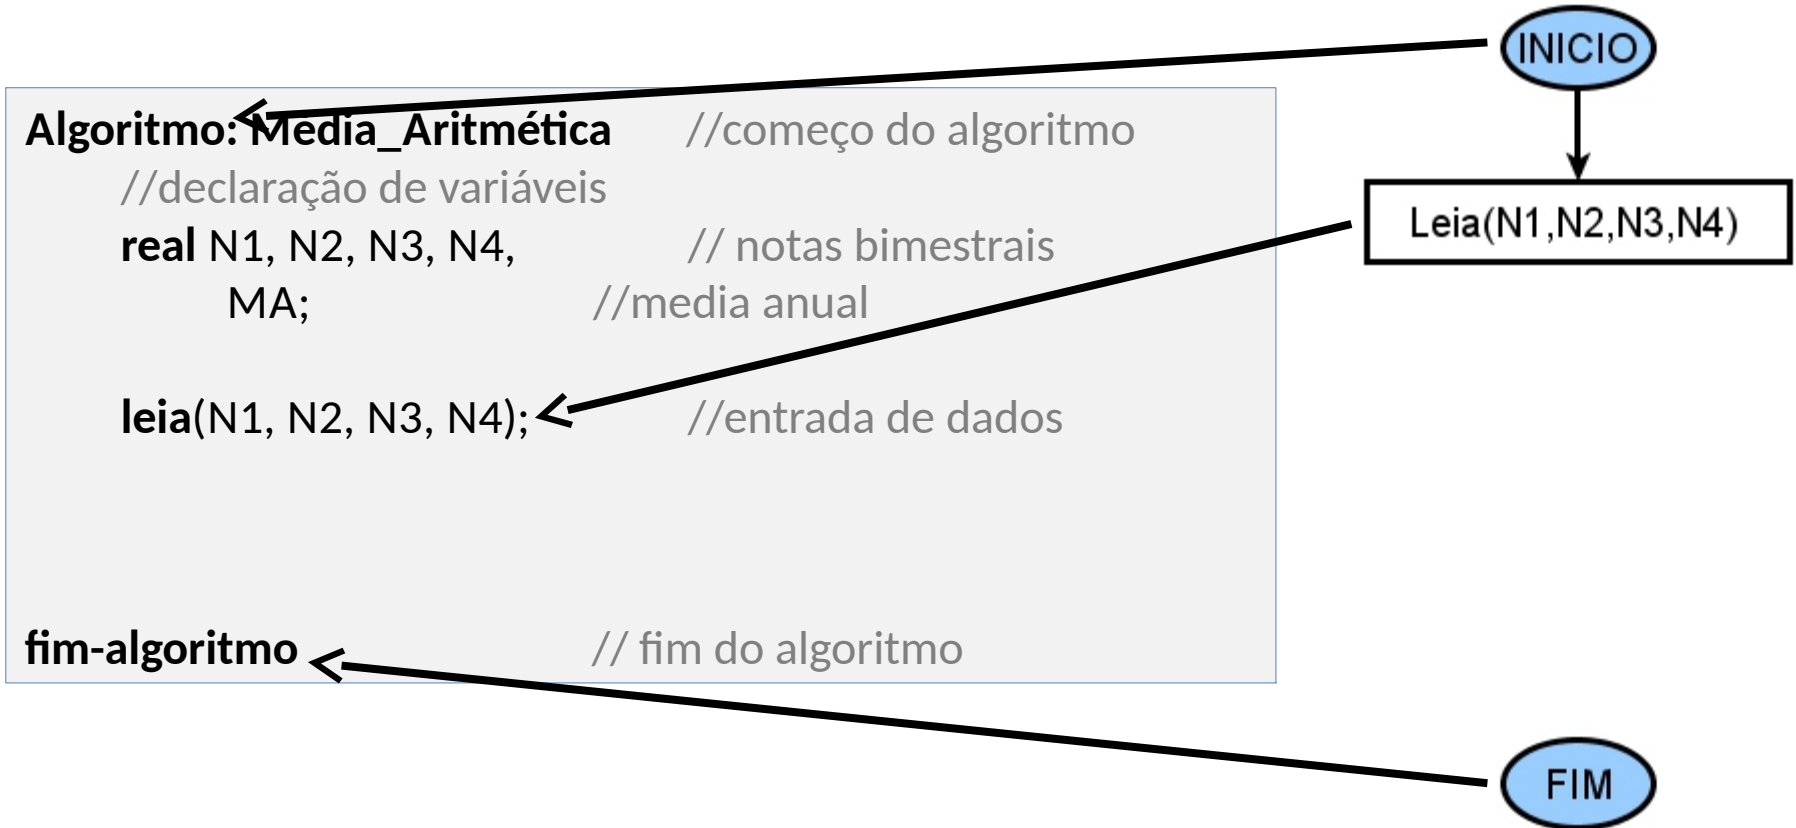 INICIO
Algoritmo: Média_Aritmética //começo do algoritmo
//declaração de variáveis
real N1, N2, N3, N4, // notas bimestrais
MA; //media anual
Leia(N1,N2,N3,N4)
leia(N1, N2, N3, N4); //entrada de dados
fim-algoritmo // fim do algoritmo
FIM